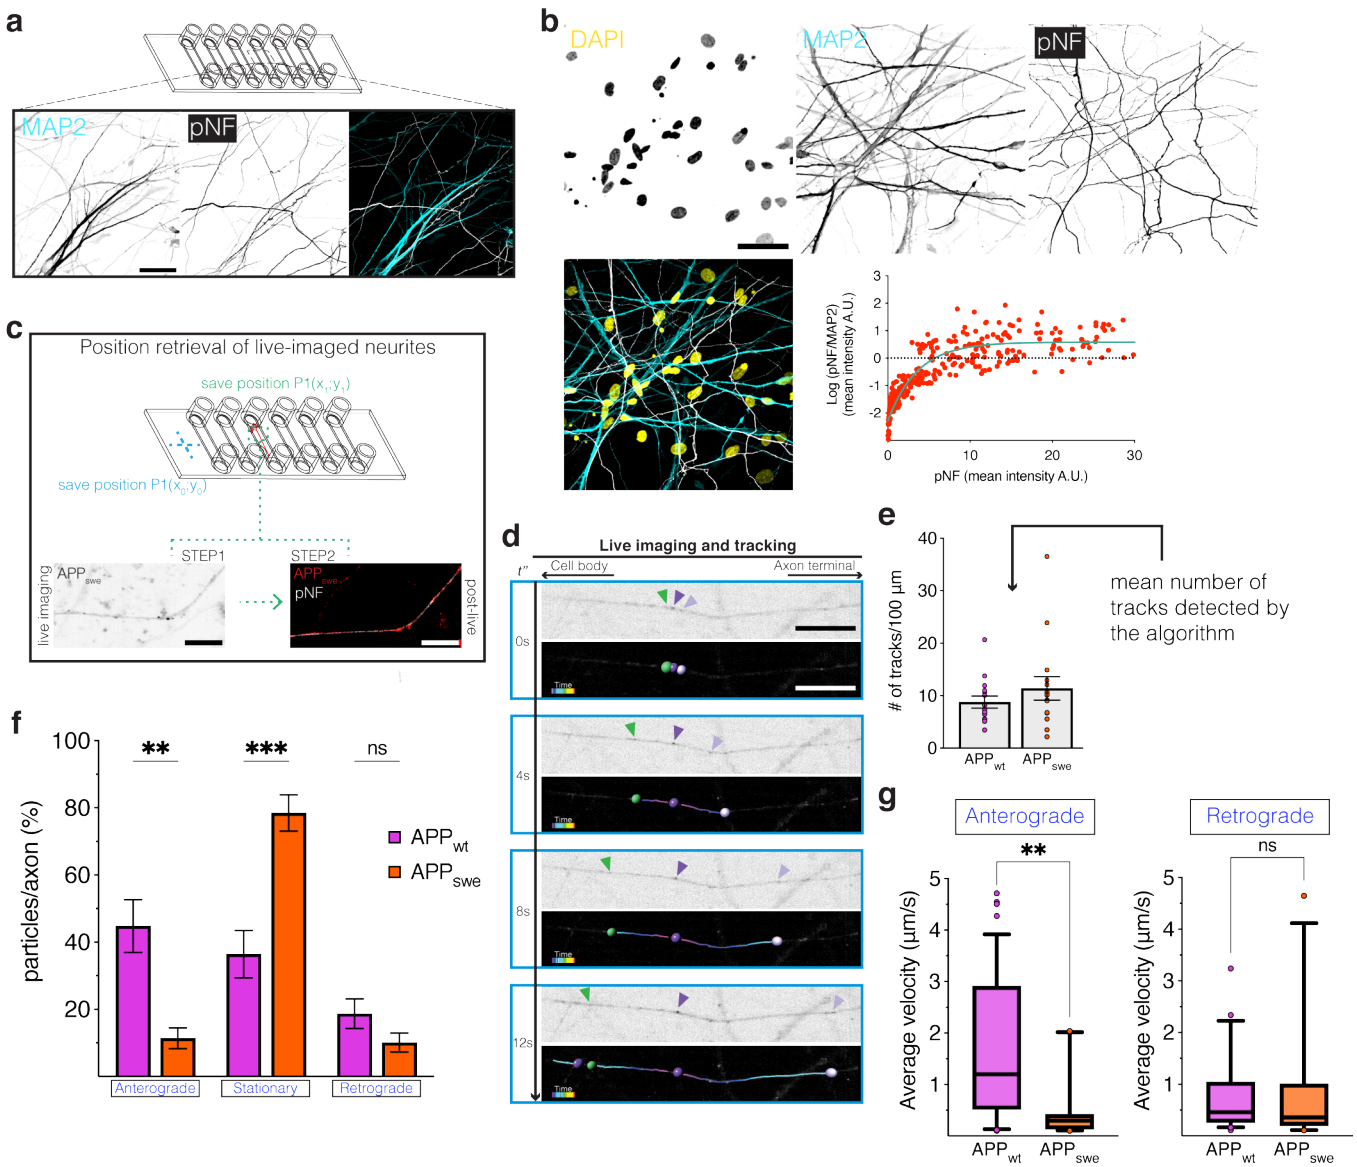 a
MAP2
pNF
b
DAPI
MAP2
pNF
Log (pNF/MAP2)
(mean intensity A.U.)
3
2
1
0
-1
-2
0
10
20
30
pNF (mean intensity A.U.)
c
Position retrieval of live-imaged neurites
save position P1(x₁;y₁)
save position P1(x₀;y₀)
STEP1
STEP2
live imaging
APPswe
APPswe
pNF
post-live
d
Live imaging and tracking
t"
Cell body
Axon terminal
0s
Time
4s
Time
8s
Time
12s
Time
e
# of tracks/100 µm
40
30
20
10
0
APPwt
APPswe
mean number of
tracks detected by
the algorithm
f
particles/axon (%)
100
80
60
40
20
**
***
ns
APPwt
APPswe
Anterograde
Stationary
Retrograde
g
Anterograde
**
Average velocity (µm/s)
5
4
3
2
1
APPwt
APPswe
Retrograde
ns
Average velocity (µm/s)
5
4
3
2
1
APPwt
APPswe